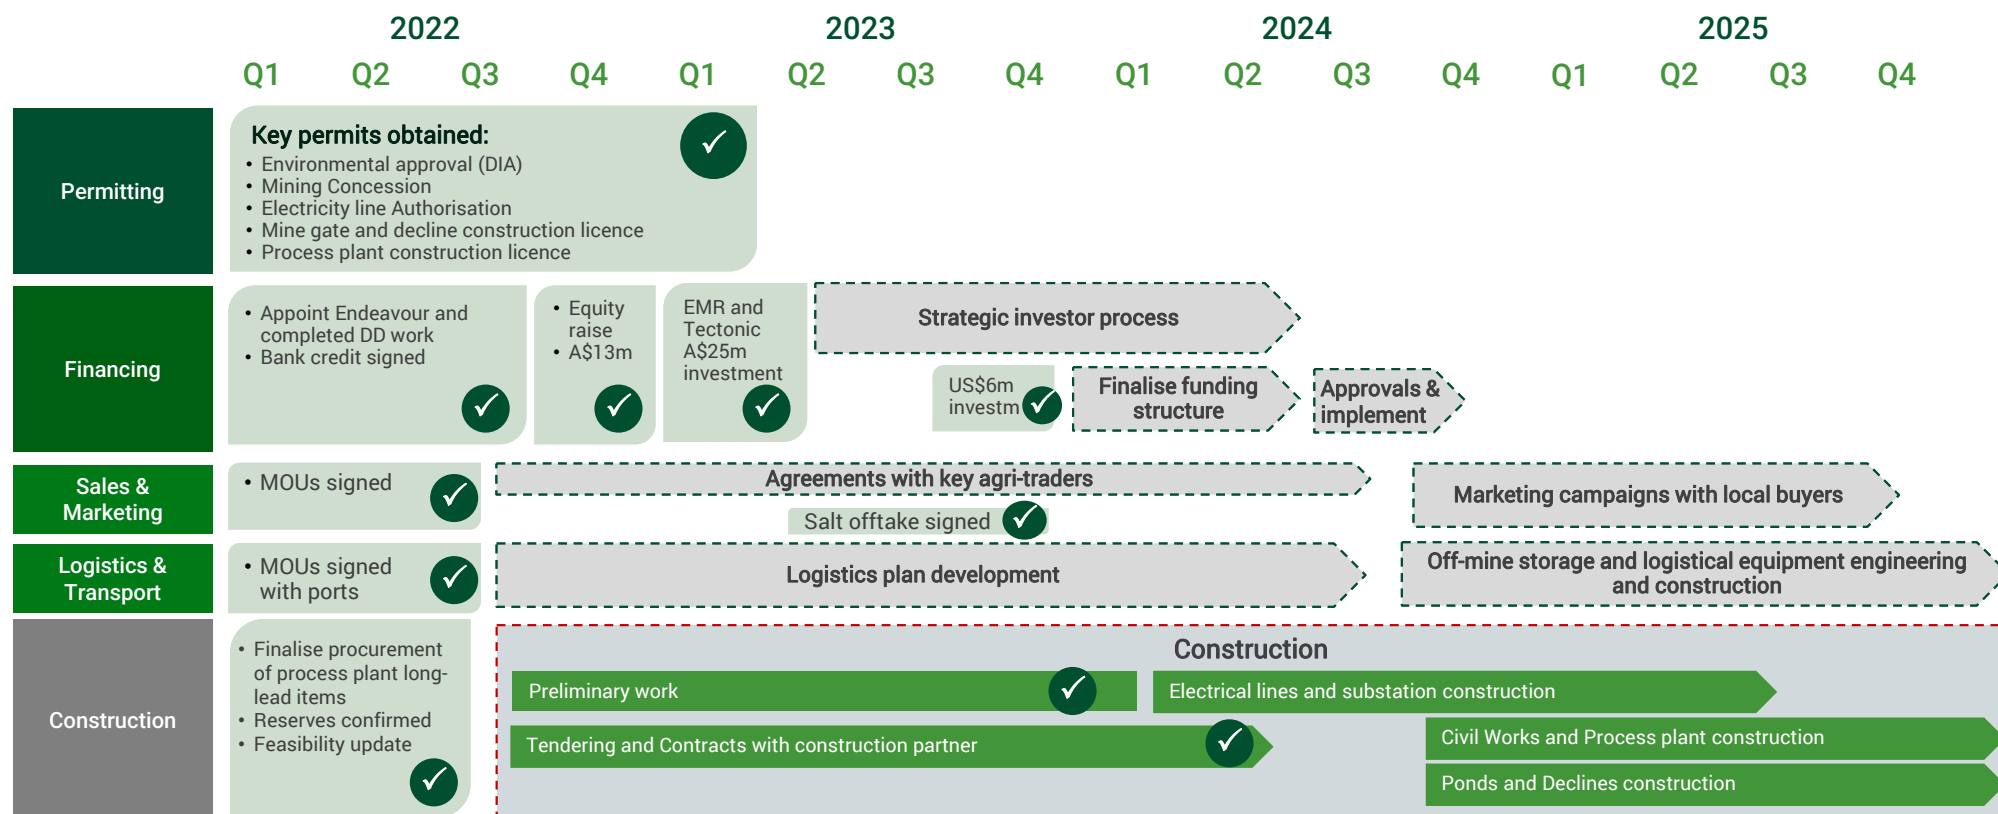 2022 2023 2024 2025
Q1 Q2 Q3 Q4 Q1 Q2 Q3 Q4 Q1 Q2 Q3 Q4 Q1 Q2 Q3 Q4
Permitting
Key permits obtained:
• Environmental approval (DIA)
• Mining Concession
• Electricity line Authorisation
• Mine gate and decline construction licence
• Process plant construction licence
Financing
• Appoint Endeavour and
completed DD work
• Bank credit signed
• Equity
raise
• A$13m
EMR and
Tectonic
A$25m
investment
Strategic investor process
US$6m
investm
Finalise funding
structure
Approvals &
implement
Sales &
Marketing
• MOUs signed
Agreements with key agri-traders
Salt offtake signed
Marketing campaigns with local buyers
Logistics &
Transport
• MOUs signed
with ports
Logistics plan development
Off-mine storage and logistical equipment engineering
and construction
Construction
• Finalise procurement
of process plant long-
lead items
• Reserves confirmed
• Feasibility update
Construction
Preliminary work
Electrical lines and substation construction
Tendering and Contracts with construction partner
Civil Works and Process plant construction
Ponds and Declines construction